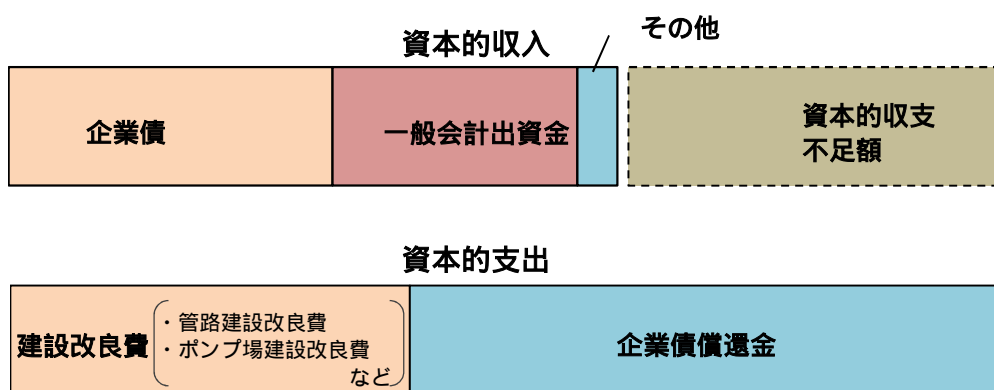 資本的収入
その他
企業債
一般会計出資金
資本的収支
不足額
資本的支出
建設改良費
・管路建設改良費
・ポンプ場建設改良費
など
企業債償還金